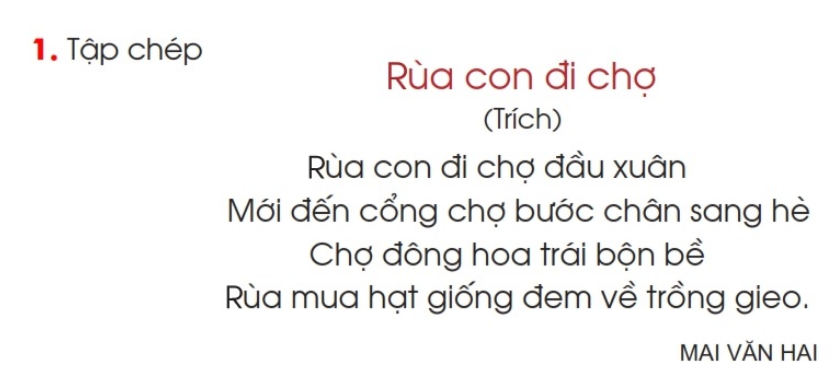 1. Tập chép
Rùa con đi chợ
(Trích)
Rùa con đi chợ đầu xuân
Mới đến cổng chợ bước chân sang hè
Chợ đông hoa trái bộn bề
Rùa mua hạt giống đem về trồng gieo.
MAI VĂN HAI